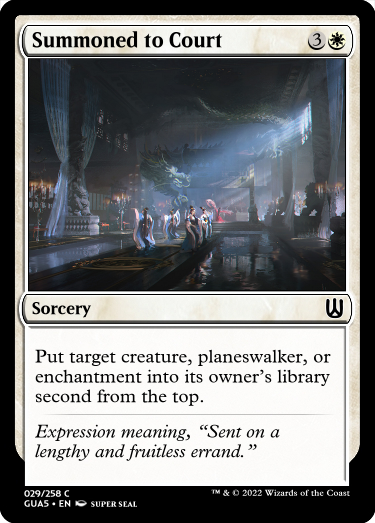 Summoned to Court 3
Sorcery
Put target creature, planeswalker, or
enchantment into its owner's library
second from the top.
Expression meaning, “Sent on a
lengthy and fruitless errand.”
029/258 C
GUA5 • EN SUPER SEAL
™ & © 2022 Wizards of the Coast